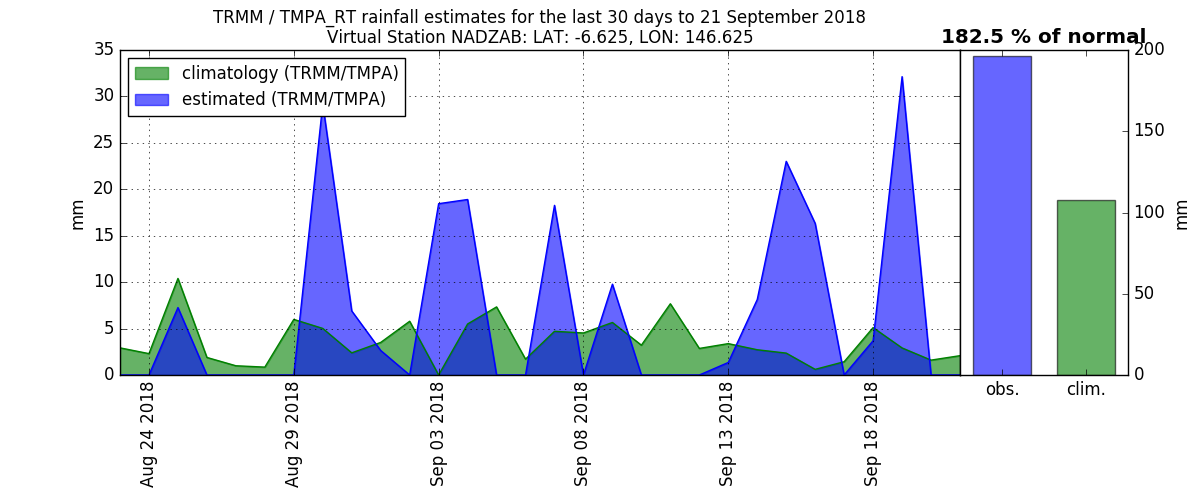 TRMM / TMPA_RT rainfall estimates for the last 30 days to 21 September 2018
Virtual Station NADZAB: LAT: -6.625, LON: 146.625
182.5 % of normal
climatology (TRMM/TMPA)
estimated (TRMM/TMPA)
35
30
25
20
15
10
5
0
mm
Aug 24 2018
Aug 29 2018
Sep 03 2018
Sep 08 2018
Sep 13 2018
Sep 18 2018
200
150
100
50
0
mm
obs.
clim.